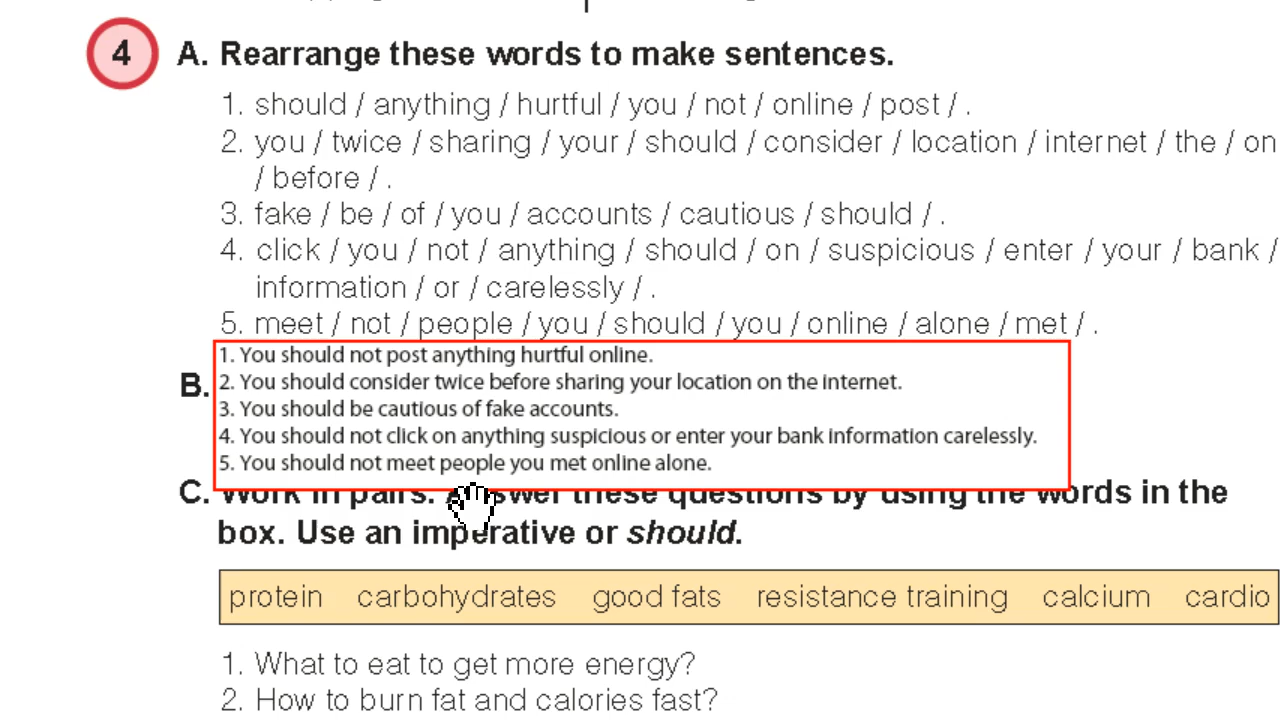 4 A. Rearrange these words to make sentences.
1. should / anything / hurtful / you / not / online / post / .
2. you / twice / sharing / your / should / consider / location / internet / the / on
/ before / .
3. fake / be / of / you / accounts / cautious / should / .
4. click / you / not / anything / should / on / suspicious / enter / your / bank /
information / or / carelessly / .
5. meet / not / people / you / should / you / online / alone / met / .
1. You should not post anything hurtful online.
B. 2. You should consider twice before sharing your location on the internet.
3. You should be cautious of fake accounts.
4. You should not click on anything suspicious or enter your bank information carelessly.
5. You should not meet people you met online alone.
C. Work in pairs. Answer these questions by using the words in the
box. Use an imperative or should.
protein carbohydrates good fats resistance training calcium cardio
1. What to eat to get more energy?
2. How to burn fat and calories fast?